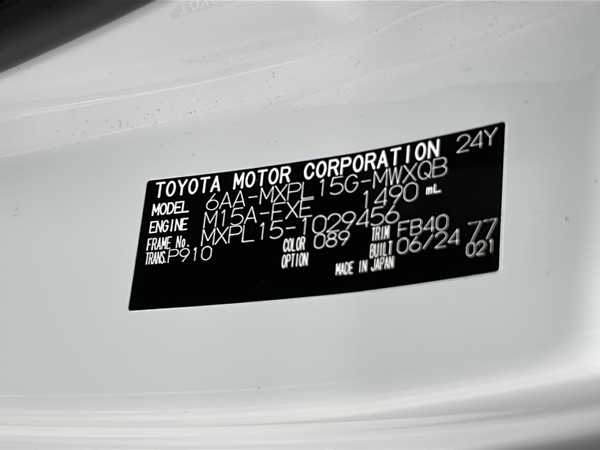 TOYOTA MOTOR CORPORATION 24Y
MODEL 6AA-MXPL15G-MWXQB
ENGINE M15A-FXE 1490 mL
FRAME No. MXPL15-1029456
COLOR 089 TRIM FB40 77
TRANS. P910 OPTION BUILT 06/24 021
MADE IN JAPAN